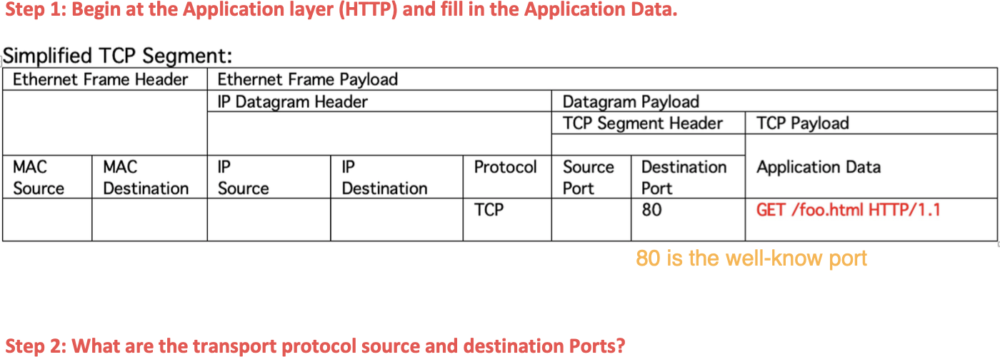 Step 1: Begin at the Application layer (HTTP) and fill in the Application Data.
Simplified TCP Segment:
Ethernet Frame Header Ethernet Frame Payload
IP Datagram Header Datagram Payload
TCP Segment Header TCP Payload
MAC Source MAC Destination IP Source IP Destination Protocol Source Port Destination Port Application Data
TCP 80 GET /foo.html HTTP/1.1
80 is the well-know port
Step 2: What are the transport protocol source and destination Ports?